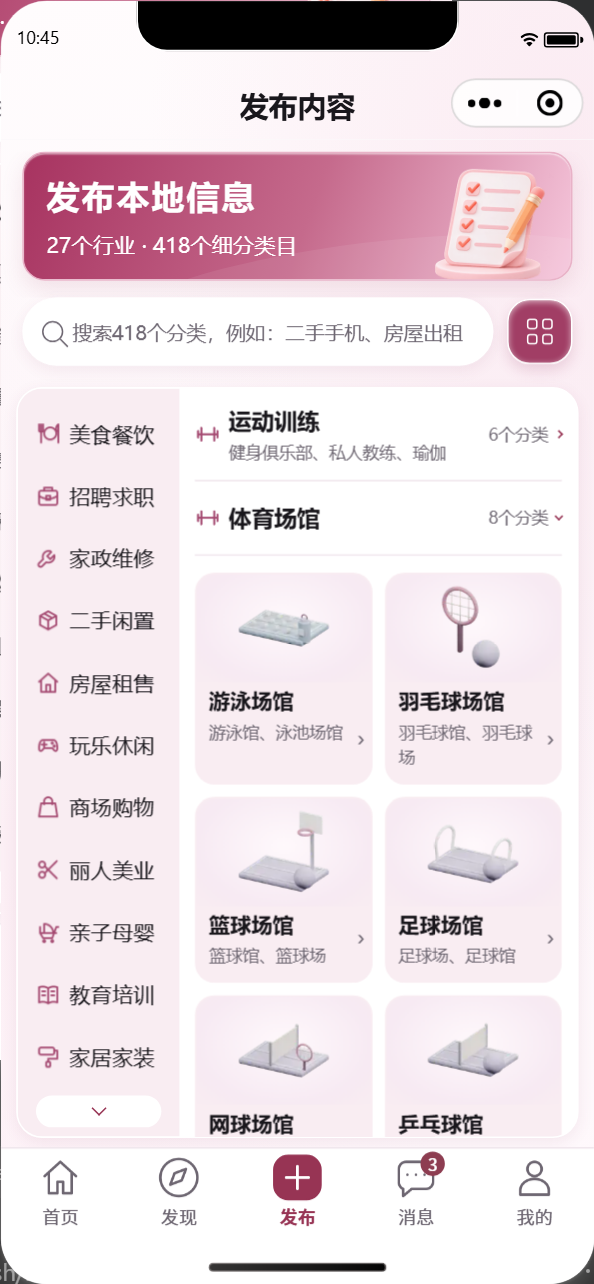 10:45
发布内容
发布本地信息
27个行业 · 418个细分类目
搜索418个分类，例如：二手手机、房屋出租
美食餐饮
招聘求职
家政维修
二手闲置
房屋租售
玩乐休闲
商场购物
丽人美业
亲子母婴
教育培训
家居家装
运动训练
健身俱乐部、私人教练、瑜伽
6个分类
体育场馆
8个分类
游泳场馆
游泳馆、泳池场馆
羽毛球场馆
羽毛球馆、羽毛球
场
篮球场馆
篮球馆、篮球场
足球场馆
足球场、足球馆
网球场馆
乒乓球馆
首页
发现
发布
3
消息
我的